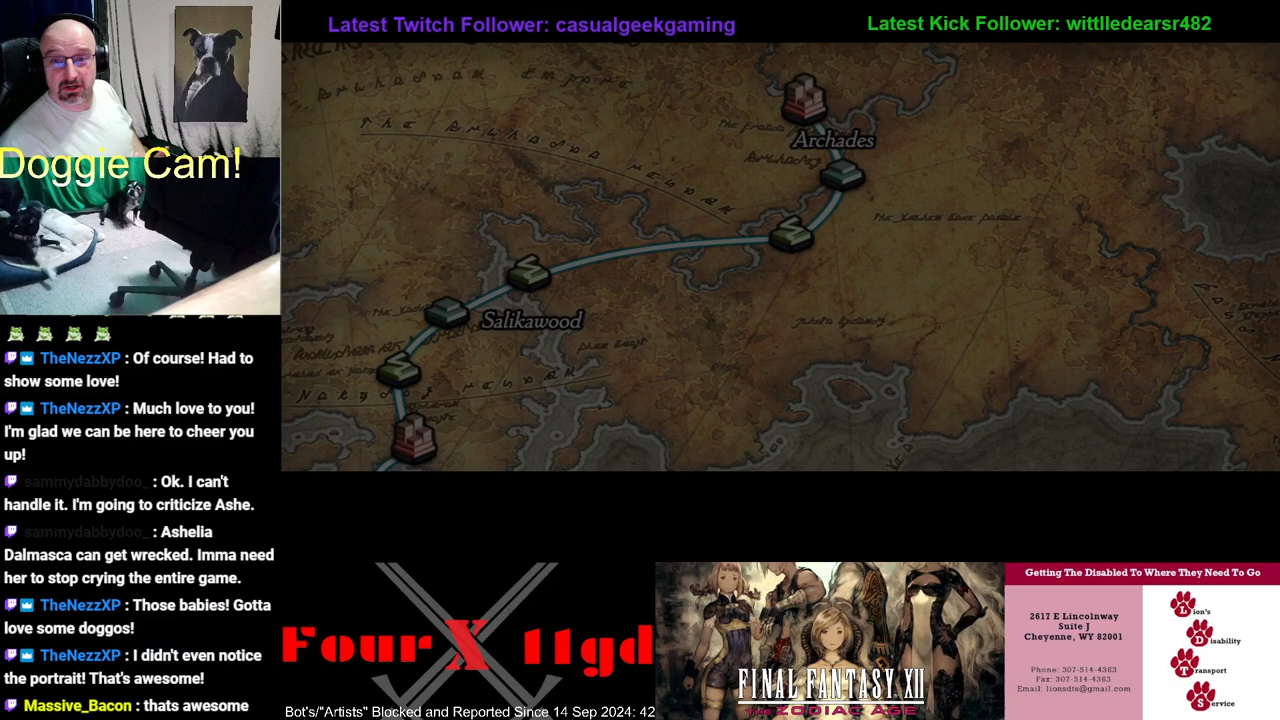 Latest Twitch Follower: casualgeekgaming
Latest Kick Follower: wittlledearsr482
Doggie Cam!
Archades
Salikawood
TheNezzXP : Of course! Had to
show some love!
TheNezzXP : Much love to you!
I'm glad we can be here to cheer you
up!
sammydabbydoo_ : Ok. I can't
handle it. I'm going to criticize Ashe.
sammydabbydoo_ : Ashelia
Dalmasca can get wrecked. Imma need
her to stop crying the entire game.
TheNezzXP : Those babies! Gotta
love some doggos!
TheNezzXP : I didn't even notice
the portrait! That's awesome!
Massive_Bacon : thats awesome
Four X 11gd
Bot's/"Artists" Blocked and Reported Since 14 Sep 2024: 42
FINAL FANTASY XII
THE ZODIAC AGE
Getting The Disabled To Where They Need To Go
2617 E Lincolnway
Suite J
Cheyenne, WY 82001
Phone: 307-514-4363
Fax: 307-514-4363
Email: lionsdts@gmail.com
Lion's
Disability
Transport
Service